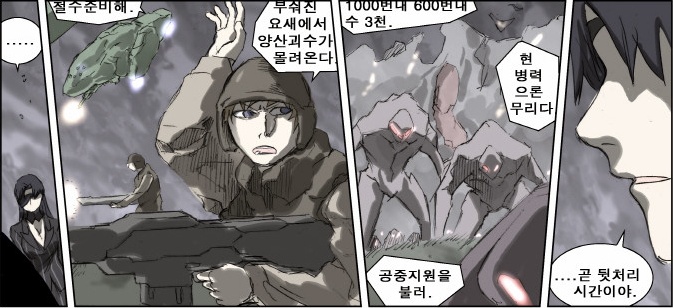 .....
철수준비해.
부숴진
요새에서
양산괴수가
몰려온다.
1000번대 600번대
수 3천.
현
병력
으론
무리다
공중지원을
불러.
....곧 뒷처리
시간이야.